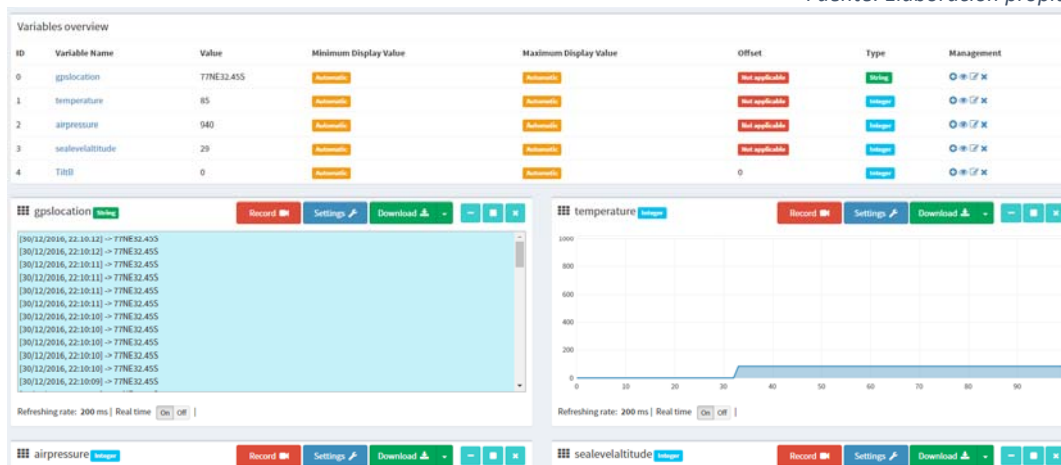 Variables overview
ID Variable Name Value Minimum Display Value Maximum Display Value Offset Type Management
0 gpslocation 77NE32.455 Automatic Automatic Not applicable String
1 temperature 85 Automatic Automatic Not applicable Integer
2 airpressure 940 Automatic Automatic Not applicable Integer
3 sealevelaltitude 29 Automatic Automatic Not applicable Integer
4 TiltB 0 Automatic Automatic 0 Integer
gpslocation String Record Settings Download
[30/12/2016, 22:10:12] -> 77NE32.455
[30/12/2016, 22:10:12] -> 77NE32.455
[30/12/2016, 22:10:11] -> 77NE32.455
[30/12/2016, 22:10:11] -> 77NE32.455
[30/12/2016, 22:10:11] -> 77NE32.455
[30/12/2016, 22:10:11] -> 77NE32.455
[30/12/2016, 22:10:10] -> 77NE32.455
[30/12/2016, 22:10:10] -> 77NE32.455
[30/12/2016, 22:10:10] -> 77NE32.455
[30/12/2016, 22:10:10] -> 77NE32.455
[30/12/2016, 22:10:10] -> 77NE32.455
[30/12/2016, 22:10:09] -> 77NE32.455
Refreshing rate: 200 ms | Real time On Off |
temperature Integer Record Settings Download
1000
800
600
400
200
0
0 10 20 30 40 50 60 70 80 90
Refreshing rate: 200 ms | Real time On Off |
airpressure Integer Record Settings Download
sealevelaltitude Integer Record Settings Download